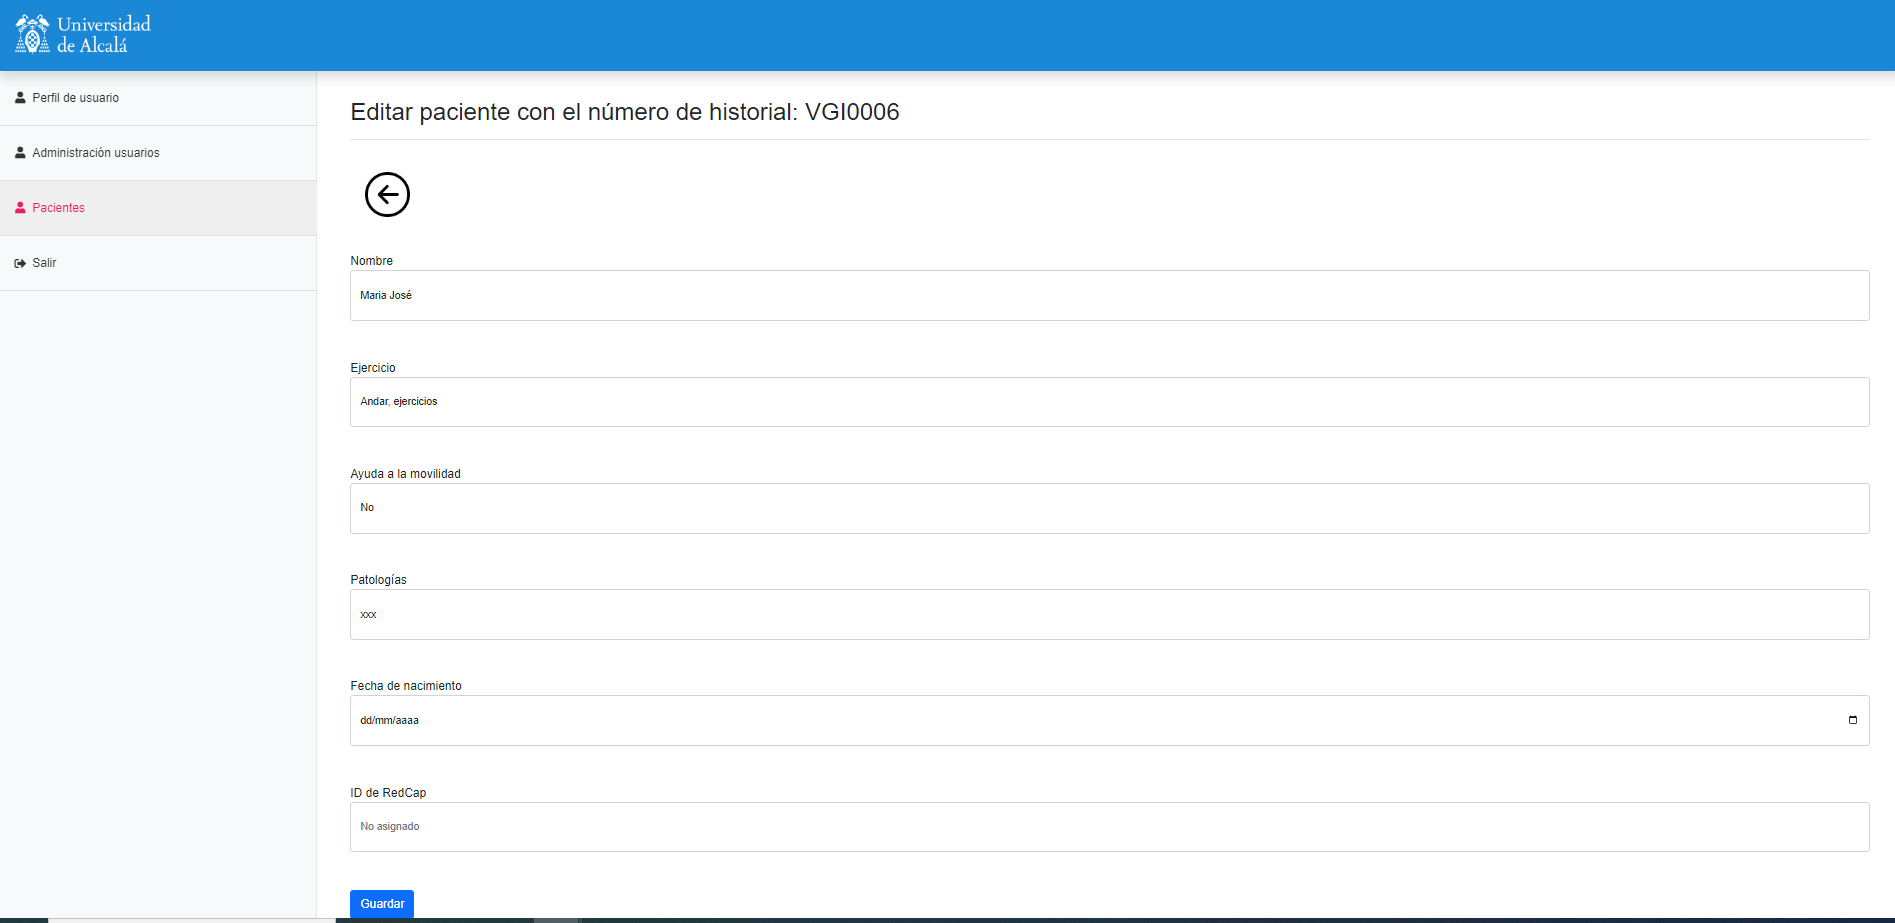 Universidad
de Alcalá
Perfil de usuario
Administración usuarios
Pacientes
Salir
Editar paciente con el número de historial: VGI0006
Nombre
Maria José
Ejercicio
Andar, ejercicios
Ayuda a la movilidad
No
Patologías
xxx
Fecha de nacimiento
dd/mm/aaaa
ID de RedCap
No asignado
Guardar